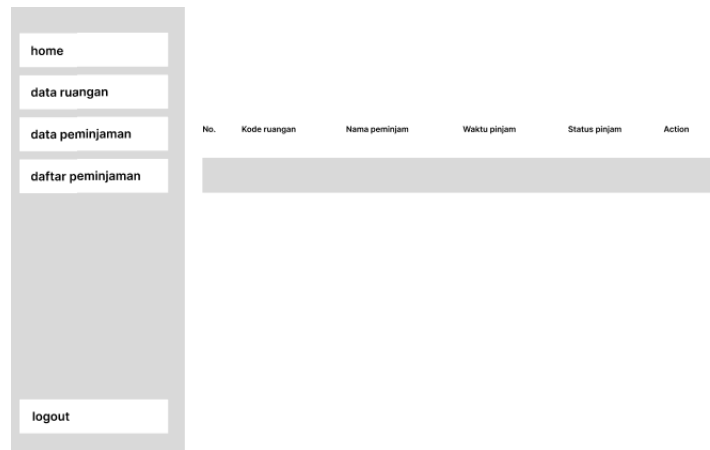 home
data ruangan
data peminjaman
daftar peminjaman
logout
No. Kode ruangan Nama peminjam Waktu pinjam Status pinjam Action